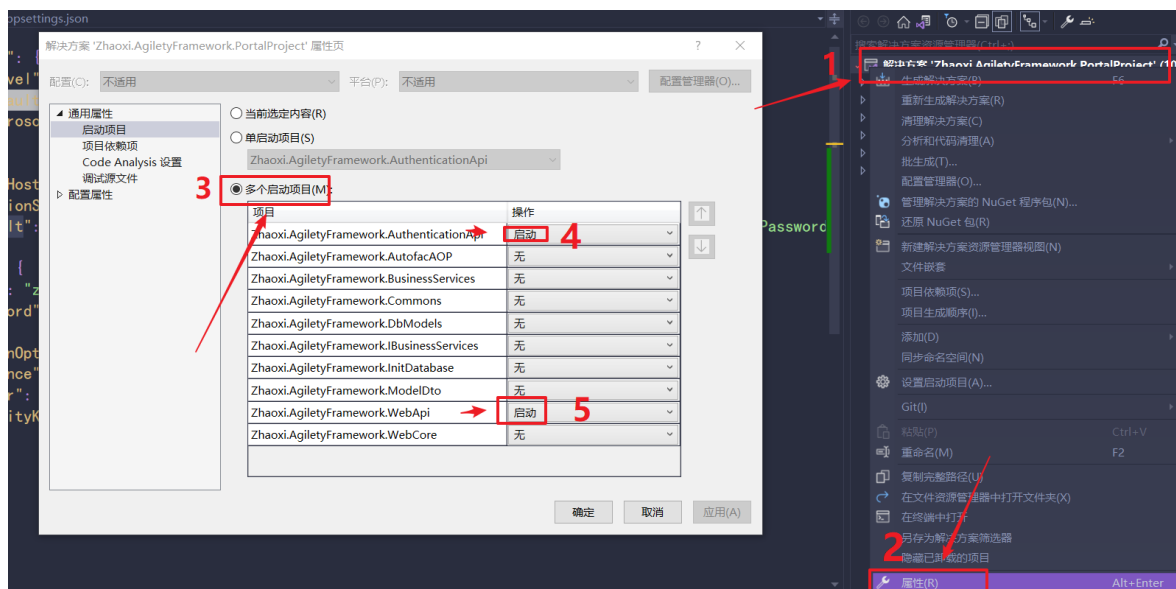 opsettings.json
解决方案 'Zhaoxi.AgiletyFramework.PortalProject' 属性页
? ×
配置(C): 不适用
平台(P): 不适用
配置管理器(O)...
通用属性
启动项目
项目依赖项
Code Analysis 设置
调试源文件
配置属性
当前选定内容(R)
单启动项目(S)
Zhaoxi.AgiletyFramework.AuthenticationApi
3
多个启动项目(M):
项目 操作
Zhaoxi.AgiletyFramework.AuthenticationApi 启动 4
Zhaoxi.AgiletyFramework.AutofacAOP 无
Zhaoxi.AgiletyFramework.BusinessServices 无
Zhaoxi.AgiletyFramework.Commons 无
Zhaoxi.AgiletyFramework.DbModels 无
Zhaoxi.AgiletyFramework.IBusinessServices 无
Zhaoxi.AgiletyFramework.InitDatabase 无
Zhaoxi.AgiletyFramework.ModelDto 无
Zhaoxi.AgiletyFramework.WebApi 启动 5
Zhaoxi.AgiletyFramework.WebCore 无
确定 取消 应用(A)
Password
搜索解决方案资源管理器(Ctrl+;)
1
解决方案 'Zhaoxi.AgiletyFramework.PortalProject' (10
生成解决方案(B) F6
重新生成解决方案(R)
清理解决方案(C)
分析和代码清理(A)
批生成(T)...
配置管理器(O)...
管理解决方案的 NuGet 程序包(N)...
还原 NuGet 包(R)
新建解决方案资源管理器视图(N)
文件嵌套
项目依赖项(S)...
项目生成顺序(I)...
添加(D)
同步命名空间(N)
设置启动项目(A)...
Git(I)
粘贴(P) Ctrl+V
重命名(M) F2
复制完整路径(U)
在文件资源管理器中打开文件夹(X)
在终端中打开
另存为解决方案筛选器
2
隐藏已卸载的项目
属性(R) Alt+Enter